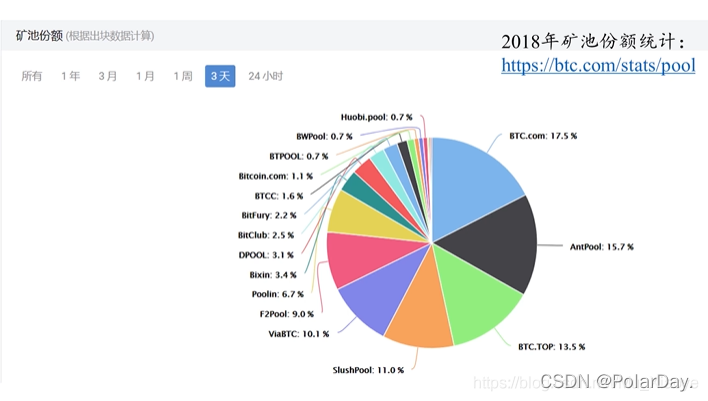 矿池份额 (根据出块数据计算)
2018年矿池份额统计：
https://btc.com/stats/pool
所有 1年 3月 1月 1周 3天 24小时
Huobi.pool: 0.7 %
BWPool: 0.7 %
BTPOOL: 0.7 %
Bitcoin.com: 1.1 %
BTCC: 1.6 %
BitFury: 2.2 %
BitClub: 2.5 %
DPOOL: 3.1 %
Bixin: 3.4 %
Poolin: 6.7 %
F2Pool: 9.0 %
ViaBTC: 10.1 %
SlushPool: 11.0 %
BTC.com: 17.5 %
AntPool: 15.7 %
BTC.TOP: 13.5 %
CSDN @PolarDay.